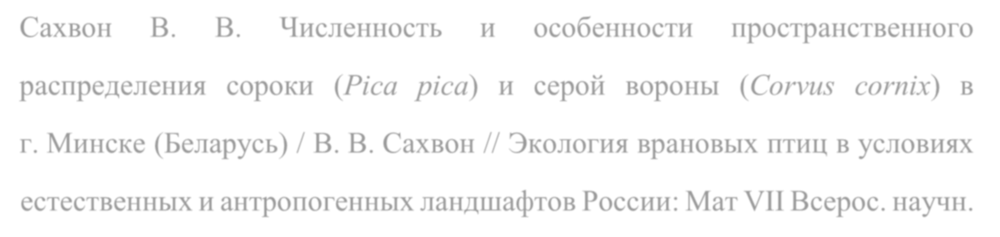 Сахвон В. В. Численность и особенности пространственного
распределения сороки (Pica pica) и серой вороны (Corvus cornix) в
г. Минске (Беларусь) / В. В. Сахвон // Экология врановых птиц в условиях
естественных и антропогенных ландшафтов России: Мат VII Всерос. научн.